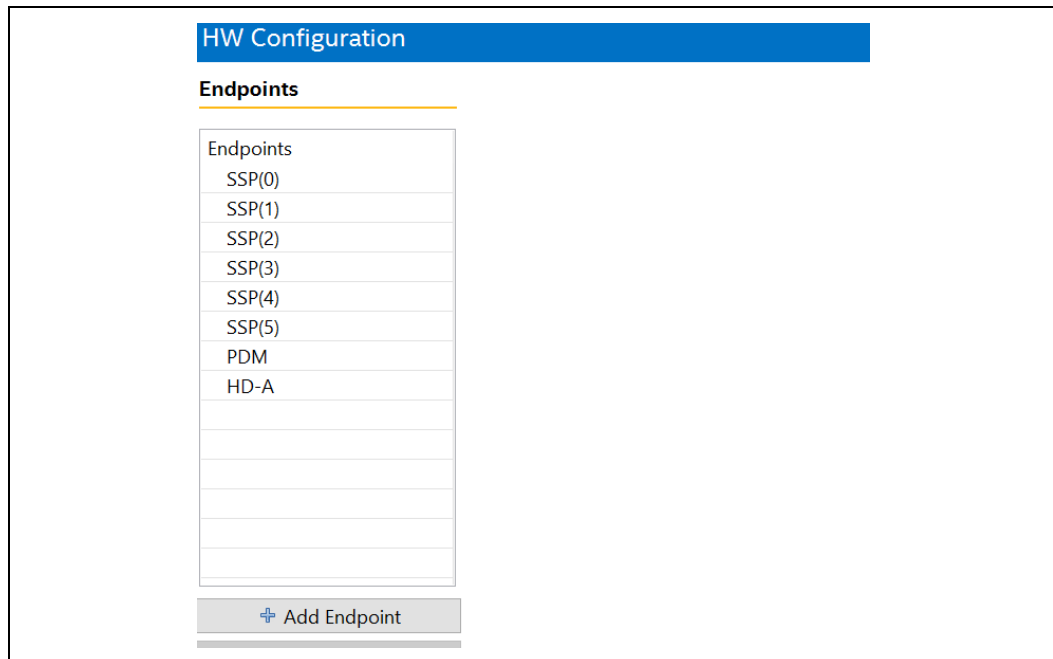 HW Configuration
Endpoints
Endpoints
SSP(0)
SSP(1)
SSP(2)
SSP(3)
SSP(4)
SSP(5)
PDM
HD-A
Add Endpoint